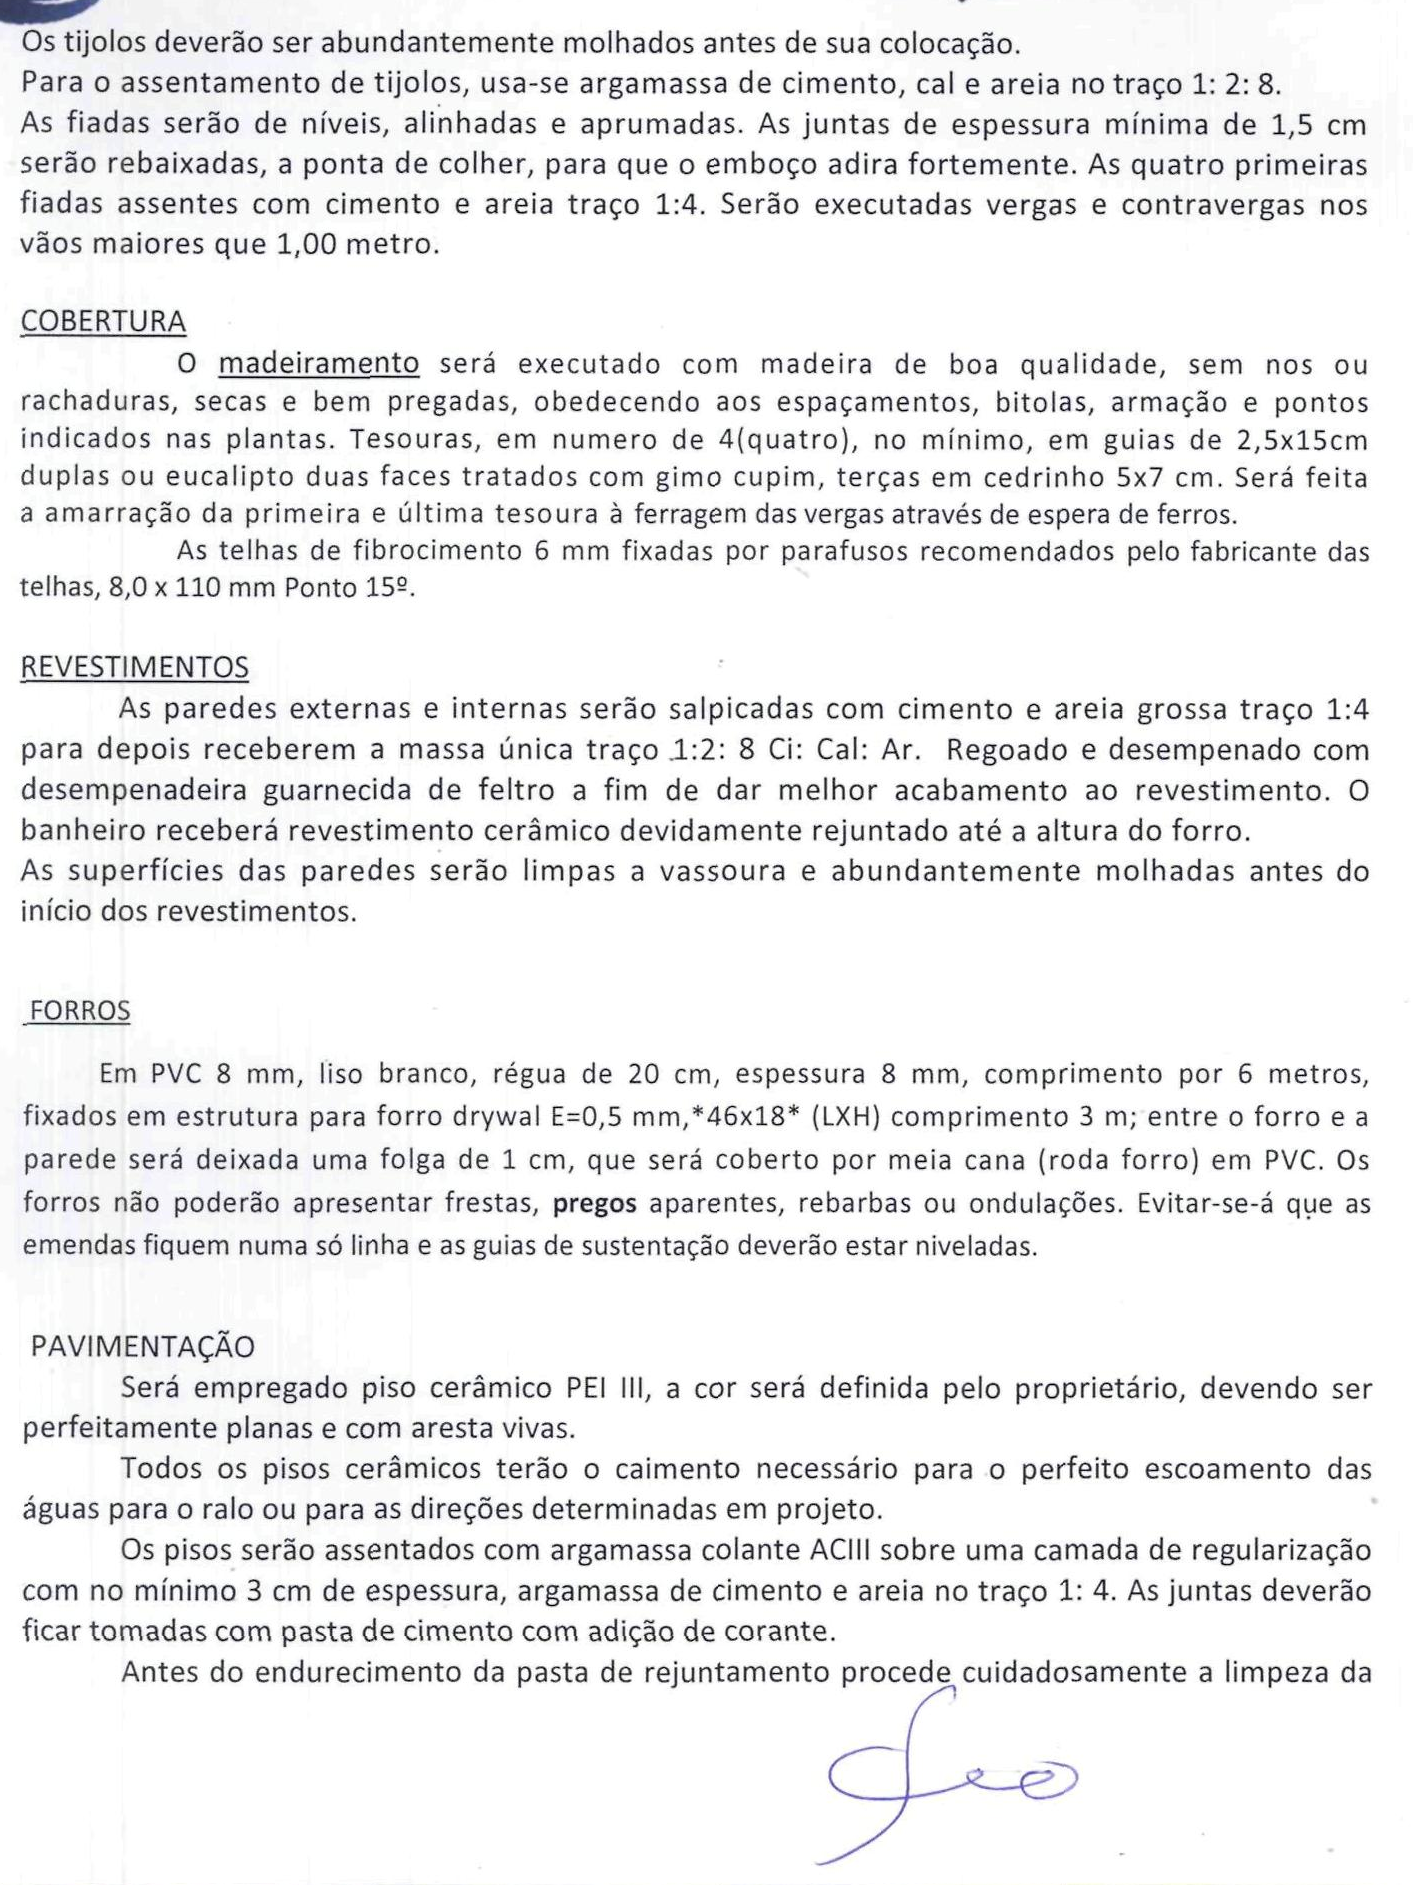 Os tijolos deverão ser abundantemente molhados antes de sua colocação.
Para o assentamento de tijolos, usa-se argamassa de cimento, cal e areia no traço 1: 2: 8.
As fiadas serão de níveis, alinhadas e aprumadas. As juntas de espessura mínima de 1,5 cm
serão rebaixadas, a ponta de colher, para que o emboço adira fortemente. As quatro primeiras
fiadas assentes com cimento e areia traço 1:4. Serão executadas vergas e contravergas nos
vãos maiores que 1,00 metro.
COBERTURA
O madeiramento será executado com madeira de boa qualidade, sem nos ou
rachaduras, secas e bem pregadas, obedecendo aos espaçamentos, bitolas, armação e pontos
indicados nas plantas. Tesouras, em numero de 4(quatro), no mínimo, em guias de 2,5x15cm
duplas ou eucalipto duas faces tratados com gimo cupim, terças em cedrinho 5x7 cm. Será feita
a amarração da primeira e última tesoura à ferragem das vergas através de espera de ferros.
As telhas de fibrocimento 6 mm fixadas por parafusos recomendados pelo fabricante das
telhas, 8,0 x 110 mm Ponto 15º.
REVESTIMENTOS
As paredes externas e internas serão salpicadas com cimento e areia grossa traço 1:4
para depois receberem a massa única traço 1:2: 8 Ci: Cal: Ar. Regoado e desempenado com
desempenadeira guarnecida de feltro a fim de dar melhor acabamento ao revestimento. O
banheiro receberá revestimento cerâmico devidamente rejuntado até a altura do forro.
As superfícies das paredes serão limpas a vassoura e abundantemente molhadas antes do
início dos revestimentos.
FORROS
Em PVC 8 mm, liso branco, régua de 20 cm, espessura 8 mm, comprimento por 6 metros,
fixados em estrutura para forro drywal E=0,5 mm,*46x18* (LXH) comprimento 3 m; entre o forro e a
parede será deixada uma folga de 1 cm, que será coberto por meia cana (roda forro) em PVC. Os
forros não poderão apresentar frestas, pregos aparentes, rebarbas ou ondulações. Evitar-se-á que as
emendas fiquem numa só linha e as guias de sustentação deverão estar niveladas.
PAVIMENTAÇÃO
Será empregado piso cerâmico PEI III, a cor será definida pelo proprietário, devendo ser
perfeitamente planas e com aresta vivas.
Todos os pisos cerâmicos terão o caimento necessário para o perfeito escoamento das
águas para o ralo ou para as direções determinadas em projeto.
Os pisos serão assentados com argamassa colante ACIII sobre uma camada de regularização
com no mínimo 3 cm de espessura, argamassa de cimento e areia no traço 1: 4. As juntas deverão
ficar tomadas com pasta de cimento com adição de corante.
Antes do endurecimento da pasta de rejuntamento procede cuidadosamente a limpeza da